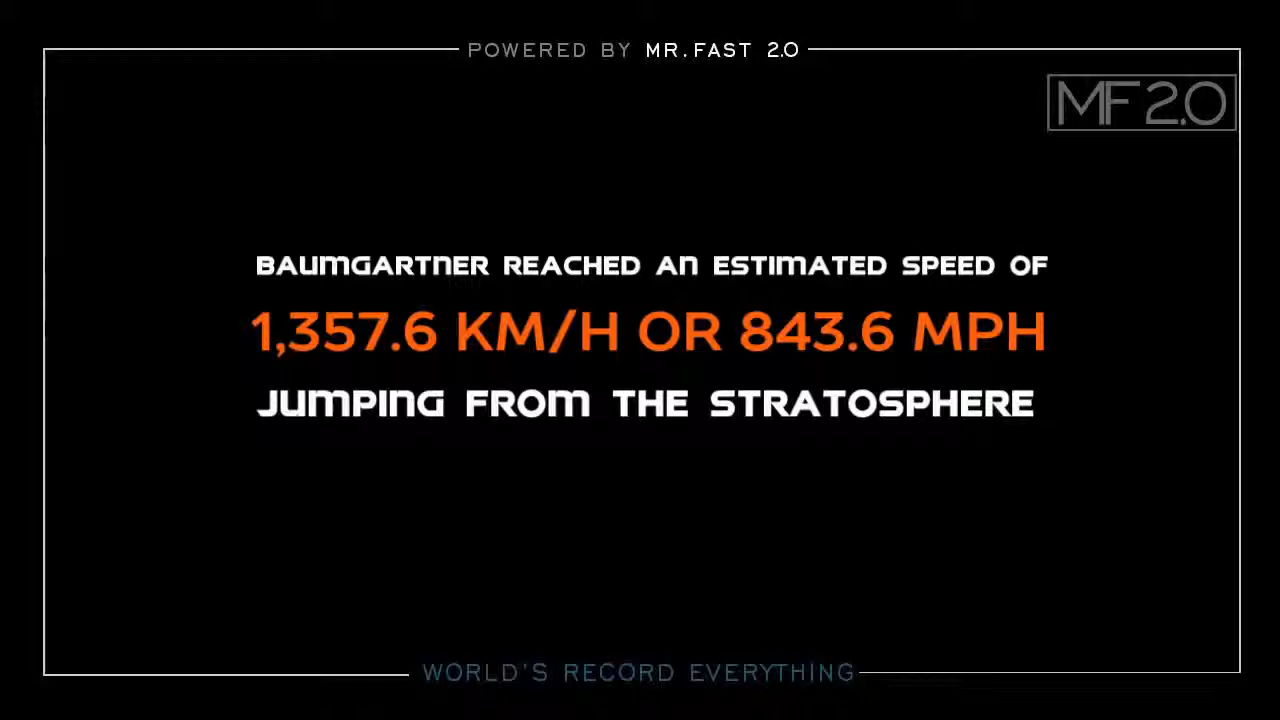 POWERED BY MR.FAST 2.0
MF 2.0
BAUMGARTNER REACHED AN ESTIMATED SPEED OF
1,357.6 KM/H OR 843.6 MPH
JUMPING FROM THE STRATOSPHERE
WORLD'S RECORD EVERYTHING